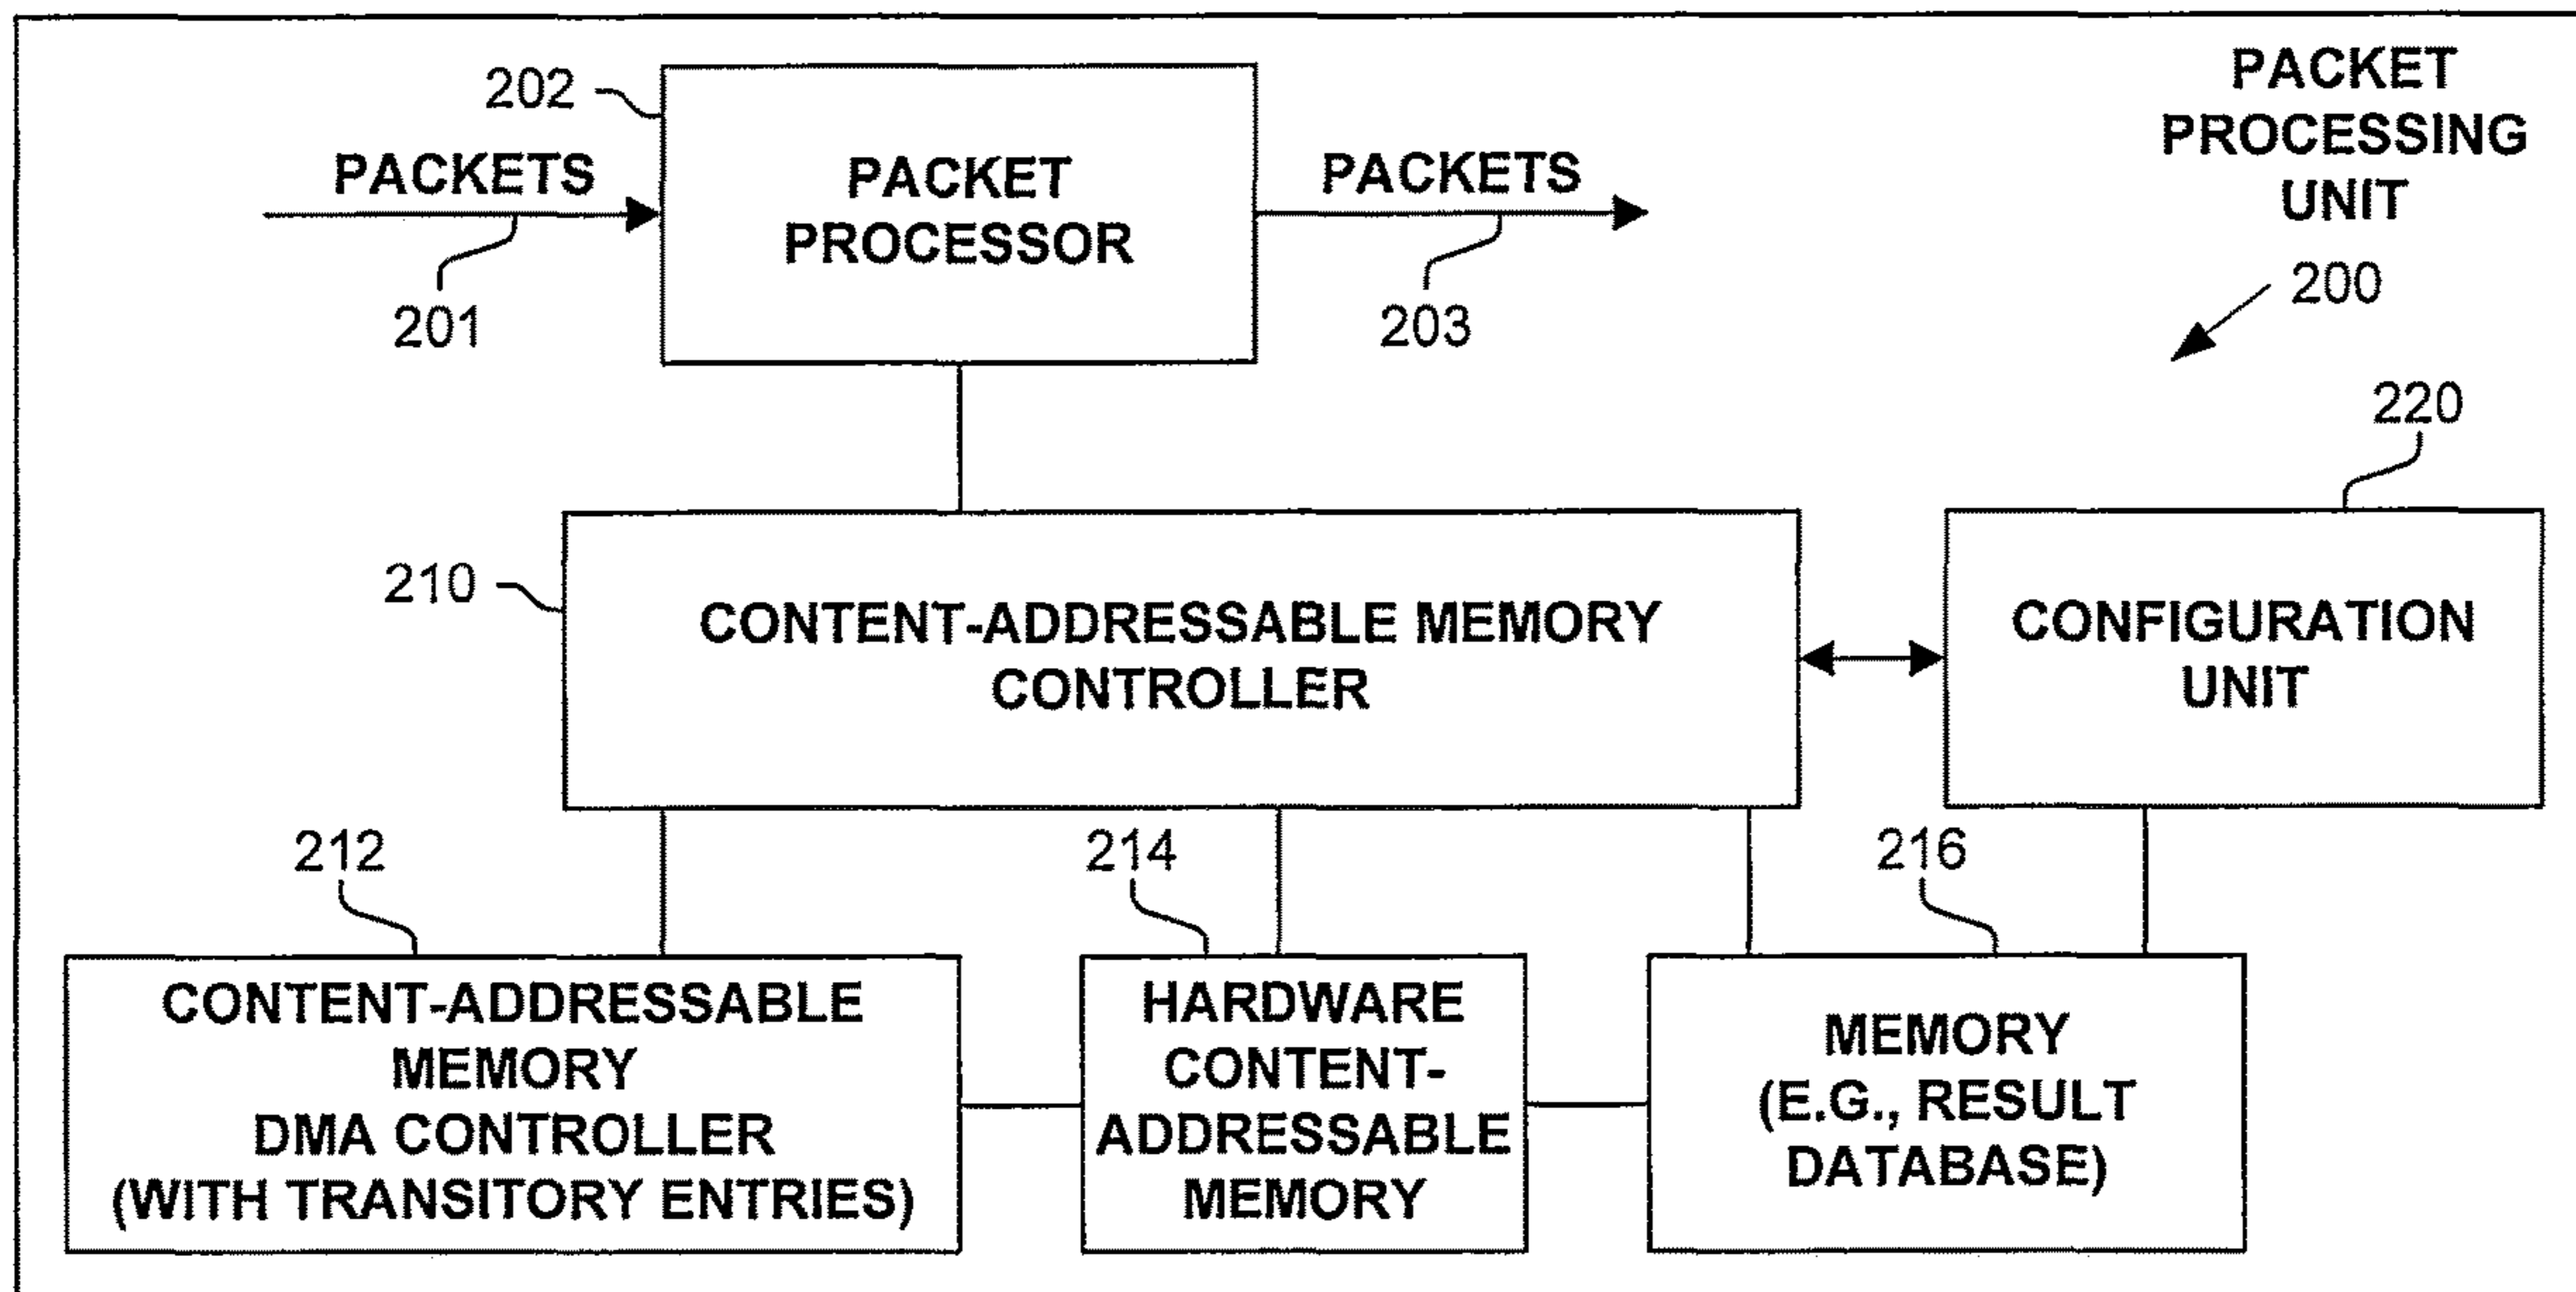 202
PACKETS
201
PACKET
PROCESSOR
PACKETS
203
PACKET
PROCESSING
UNIT
200
220
210
CONTENT-ADDRESSABLE MEMORY
CONTROLLER
CONFIGURATION
UNIT
212
214
216
CONTENT-ADDRESSABLE
MEMORY
DMA CONTROLLER
(WITH TRANSITORY ENTRIES)
HARDWARE
CONTENT-
ADDRESSABLE
MEMORY
MEMORY
(E.G., RESULT
DATABASE)